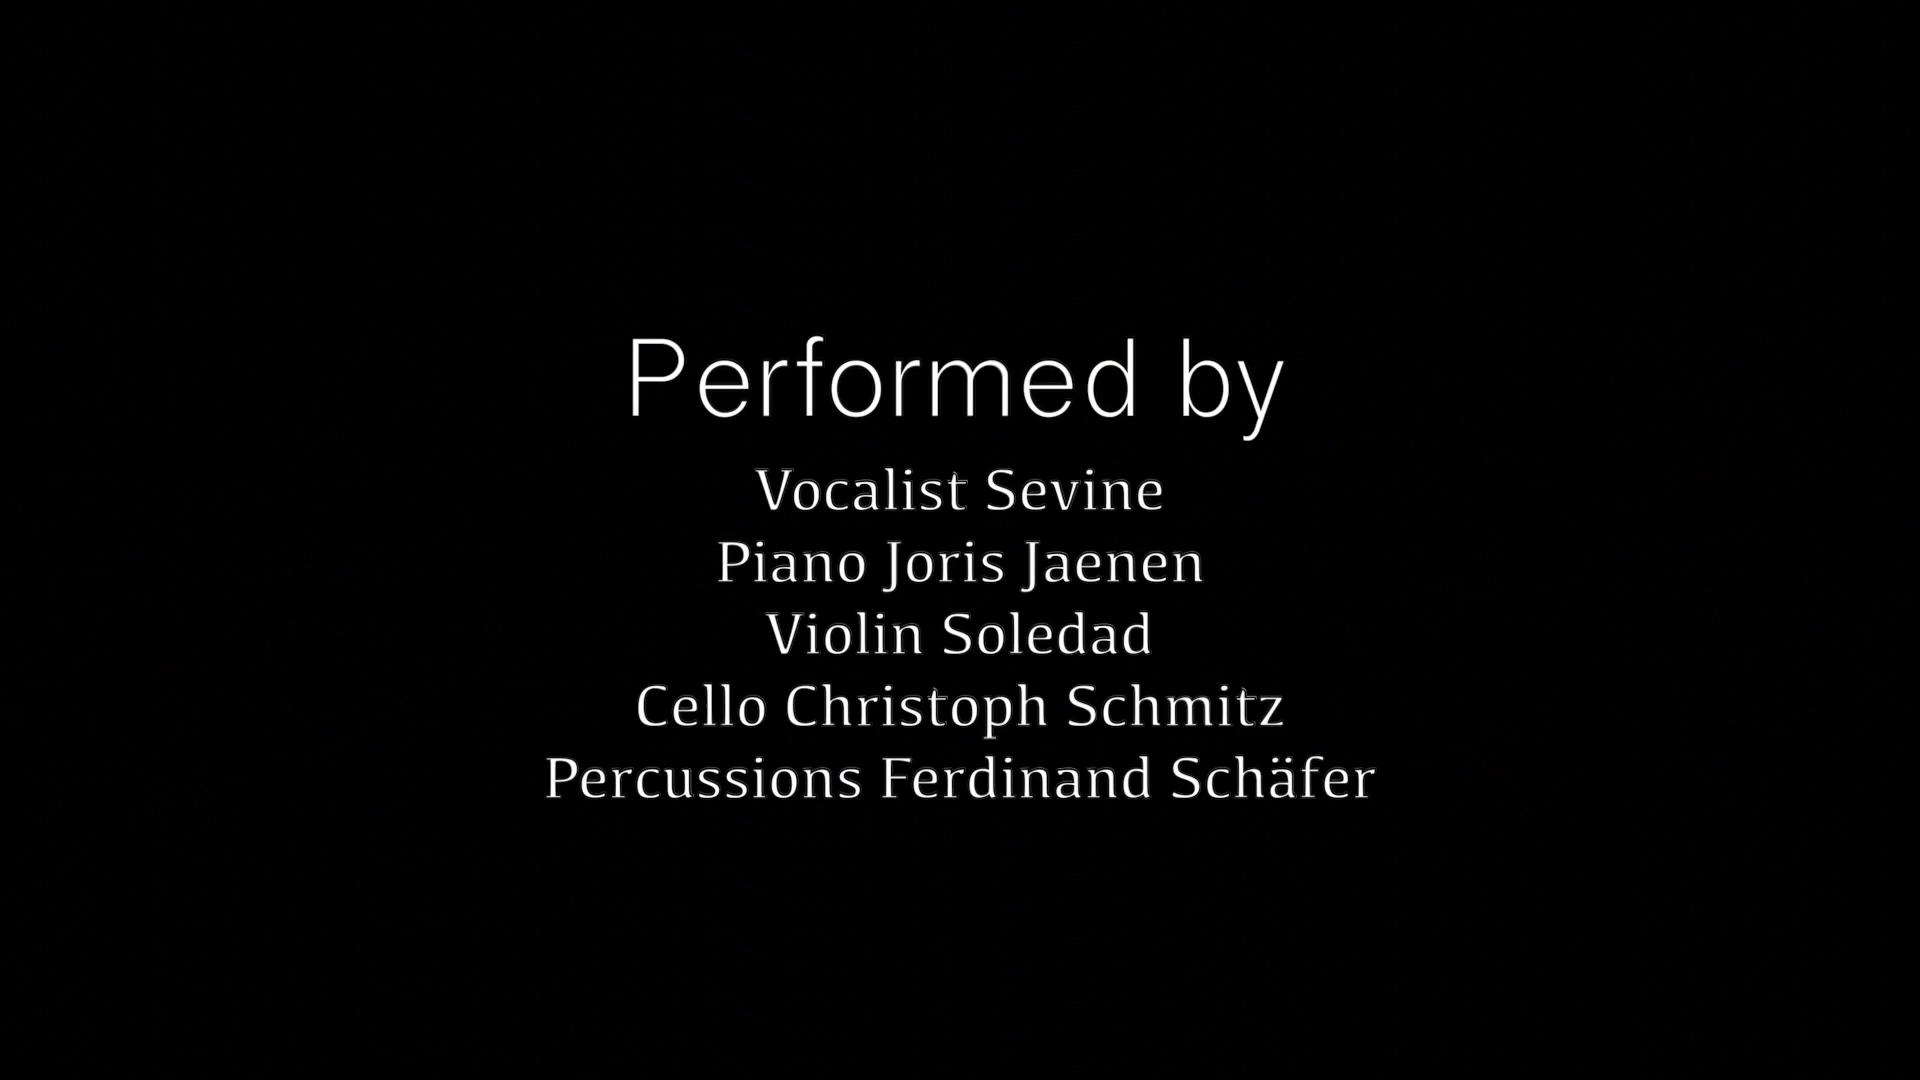 Performed by
Vocalist Sevine
Piano Joris Jaenen
Violin Soledad
Cello Christoph Schmitz
Percussions Ferdinand Schäfer